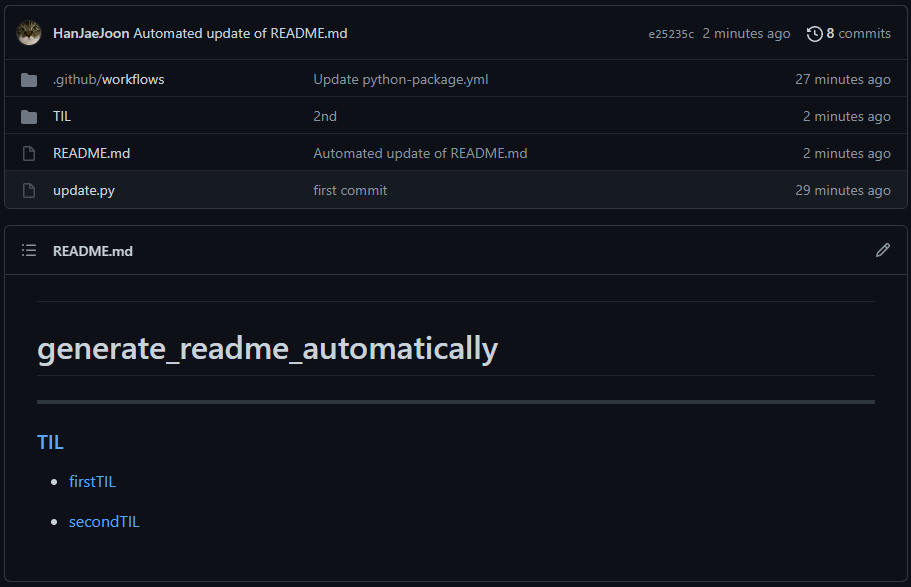 HanJaeJoon Automated update of README.md e25235c 2 minutes ago 8 commits
.github/workflows Update python-package.yml 27 minutes ago
TIL 2nd 2 minutes ago
README.md Automated update of README.md 2 minutes ago
update.py first commit 29 minutes ago
README.md
generate_readme_automatically
TIL
firstTIL
secondTIL